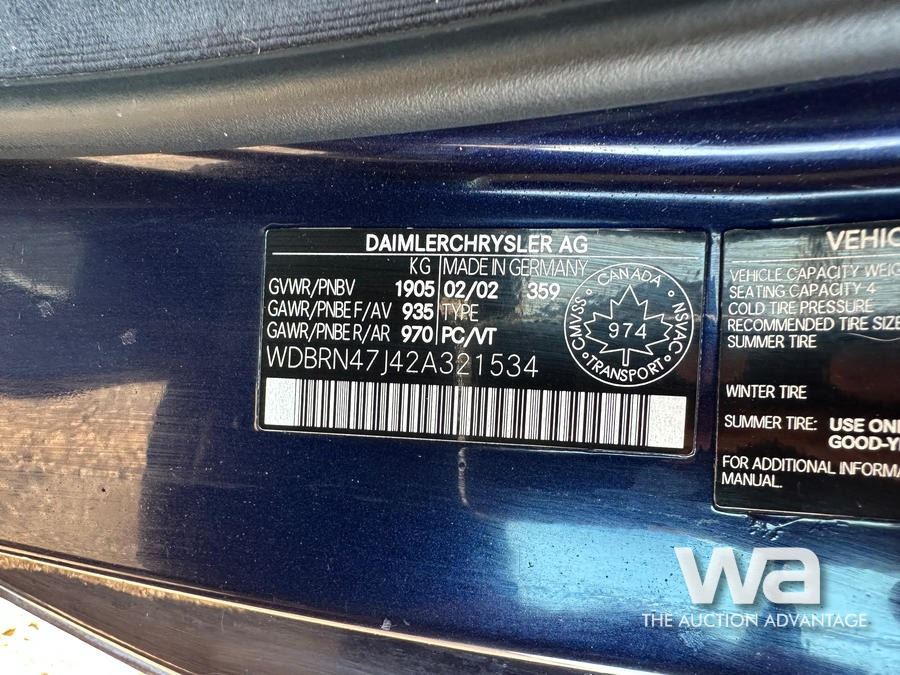 DAIMLERCHRYSLER AG
KG MADE IN GERMANY
GVWR/PNBV 1905 02/02 359
GAWR/PNBE F/AV 935 TYPE
GAWR/PNBE R/AR 970 PC/VT
WDBRN47J42A321534
CANADA
CMVSS NSVAC
974
TRANSPORT
VEHIC
VEHICLE CAPACITY WEIG
SEATING CAPACITY 4
COLD TIRE PRESSURE
RECOMMENDED TIRE SIZE
SUMMER TIRE
WINTER TIRE
SUMMER TIRE: USE ONL
GOOD-YE
FOR ADDITIONAL INFORMA
MANUAL.
wa
THE AUCTION ADVANTAGE